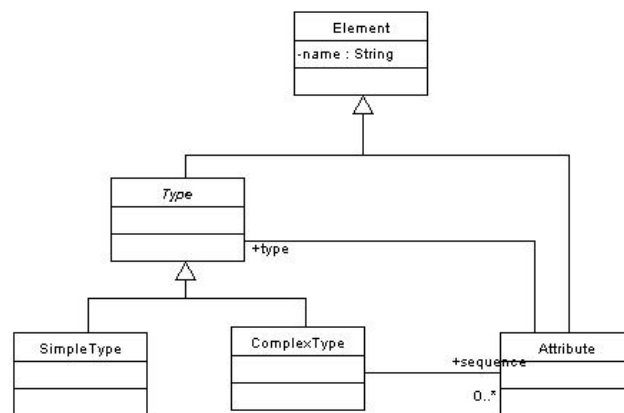 Element
-name : String
Type
+type
SimpleType
ComplexType
+sequence
Attribute
0..*